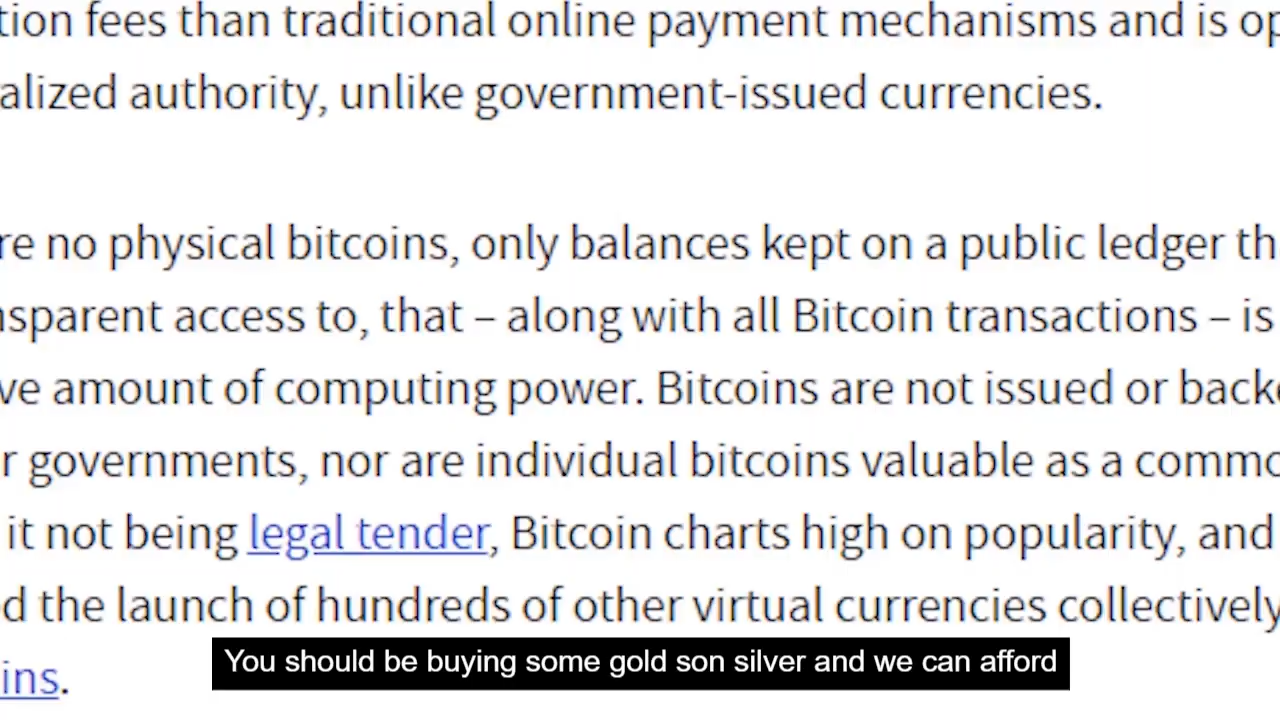 tion fees than traditional online payment mechanisms and is op
alized authority, unlike government-issued currencies.
re no physical bitcoins, only balances kept on a public ledger th
nsparent access to, that – along with all Bitcoin transactions – is
ve amount of computing power. Bitcoins are not issued or backe
r governments, nor are individual bitcoins valuable as a commo
it not being legal tender, Bitcoin charts high on popularity, and
d the launch of hundreds of other virtual currencies collectively
ins.
You should be buying some gold son silver and we can afford